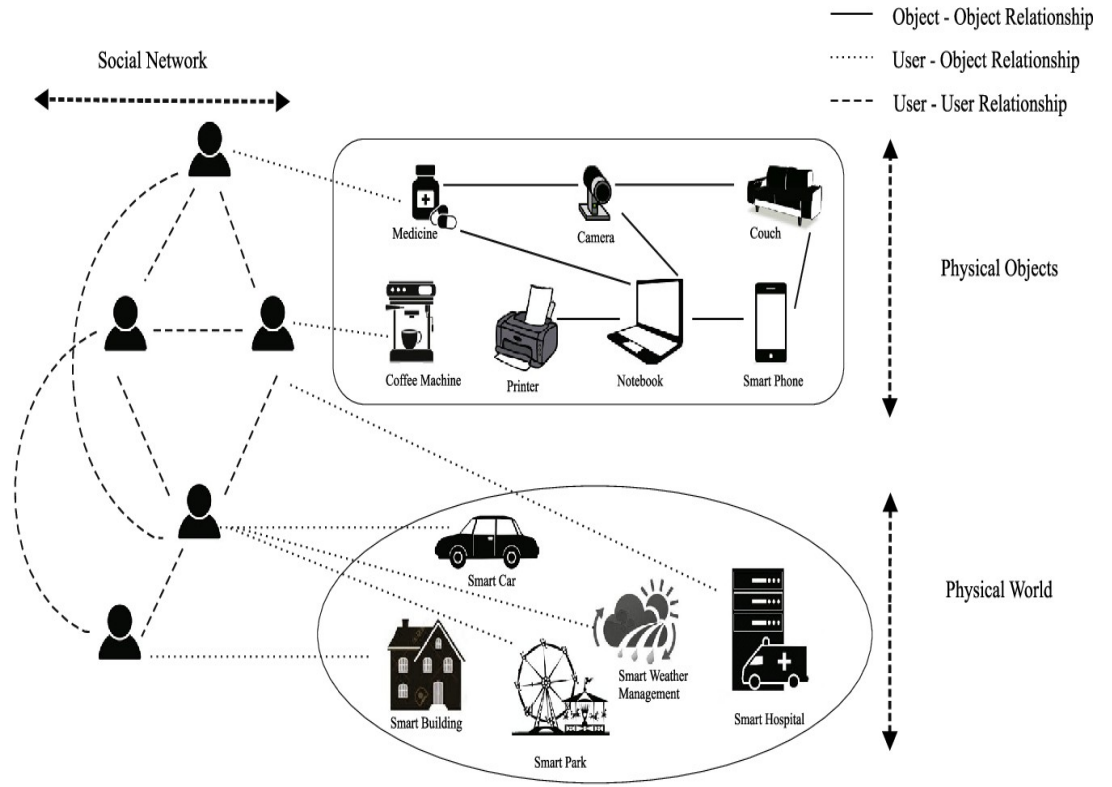 Object - Object Relationship
Social Network
User - Object Relationship
User - User Relationship
Medicine
Camera
Couch
Physical Objects
Coffee Machine
Printer
Notebook
Smart Phone
Smart Car
Physical World
Smart Building
Smart Weather
Management
Smart Hospital
Smart Park